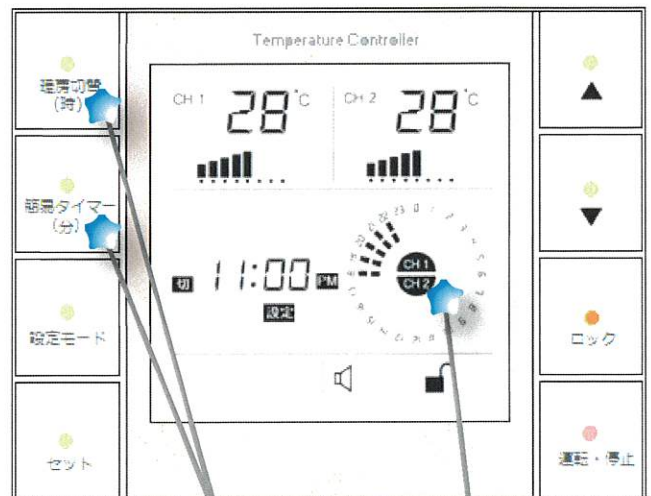 Temperature Controller
暖房切替
(時)
簡易タイマー
(分)
設定モード
セット
CH 1 28°C
CH 2 28°C
切 11:00 PM
設定
CH 1
CH 2
▲
▼
ロック
運転・停止